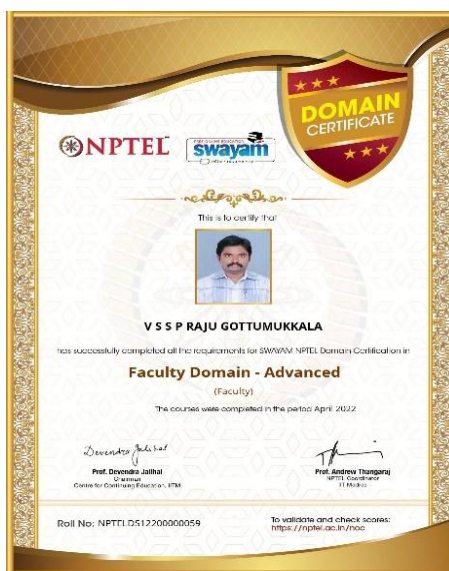 DOMAIN
CERTIFICATE
NPTEL
swayam
This is to certify that
V S S P RAJU GOTTUMUKKALA
has successfully completed all the requirements for SWAYAM NPTEL Domain Certification in
Faculty Domain - Advanced
(Faculty)
The courses were completed in the period April 2022
Devendra Jalihal
Prof. Devendra Jalihal
Chairman
Centre for Continuing Education, IITM
Prof. Andrew Thangaraj
NPTEL Coordinator
IIT Madras
Roll No: NPTELDS12200000059
To validate and check scores:
https://nptel.ac.in/noc